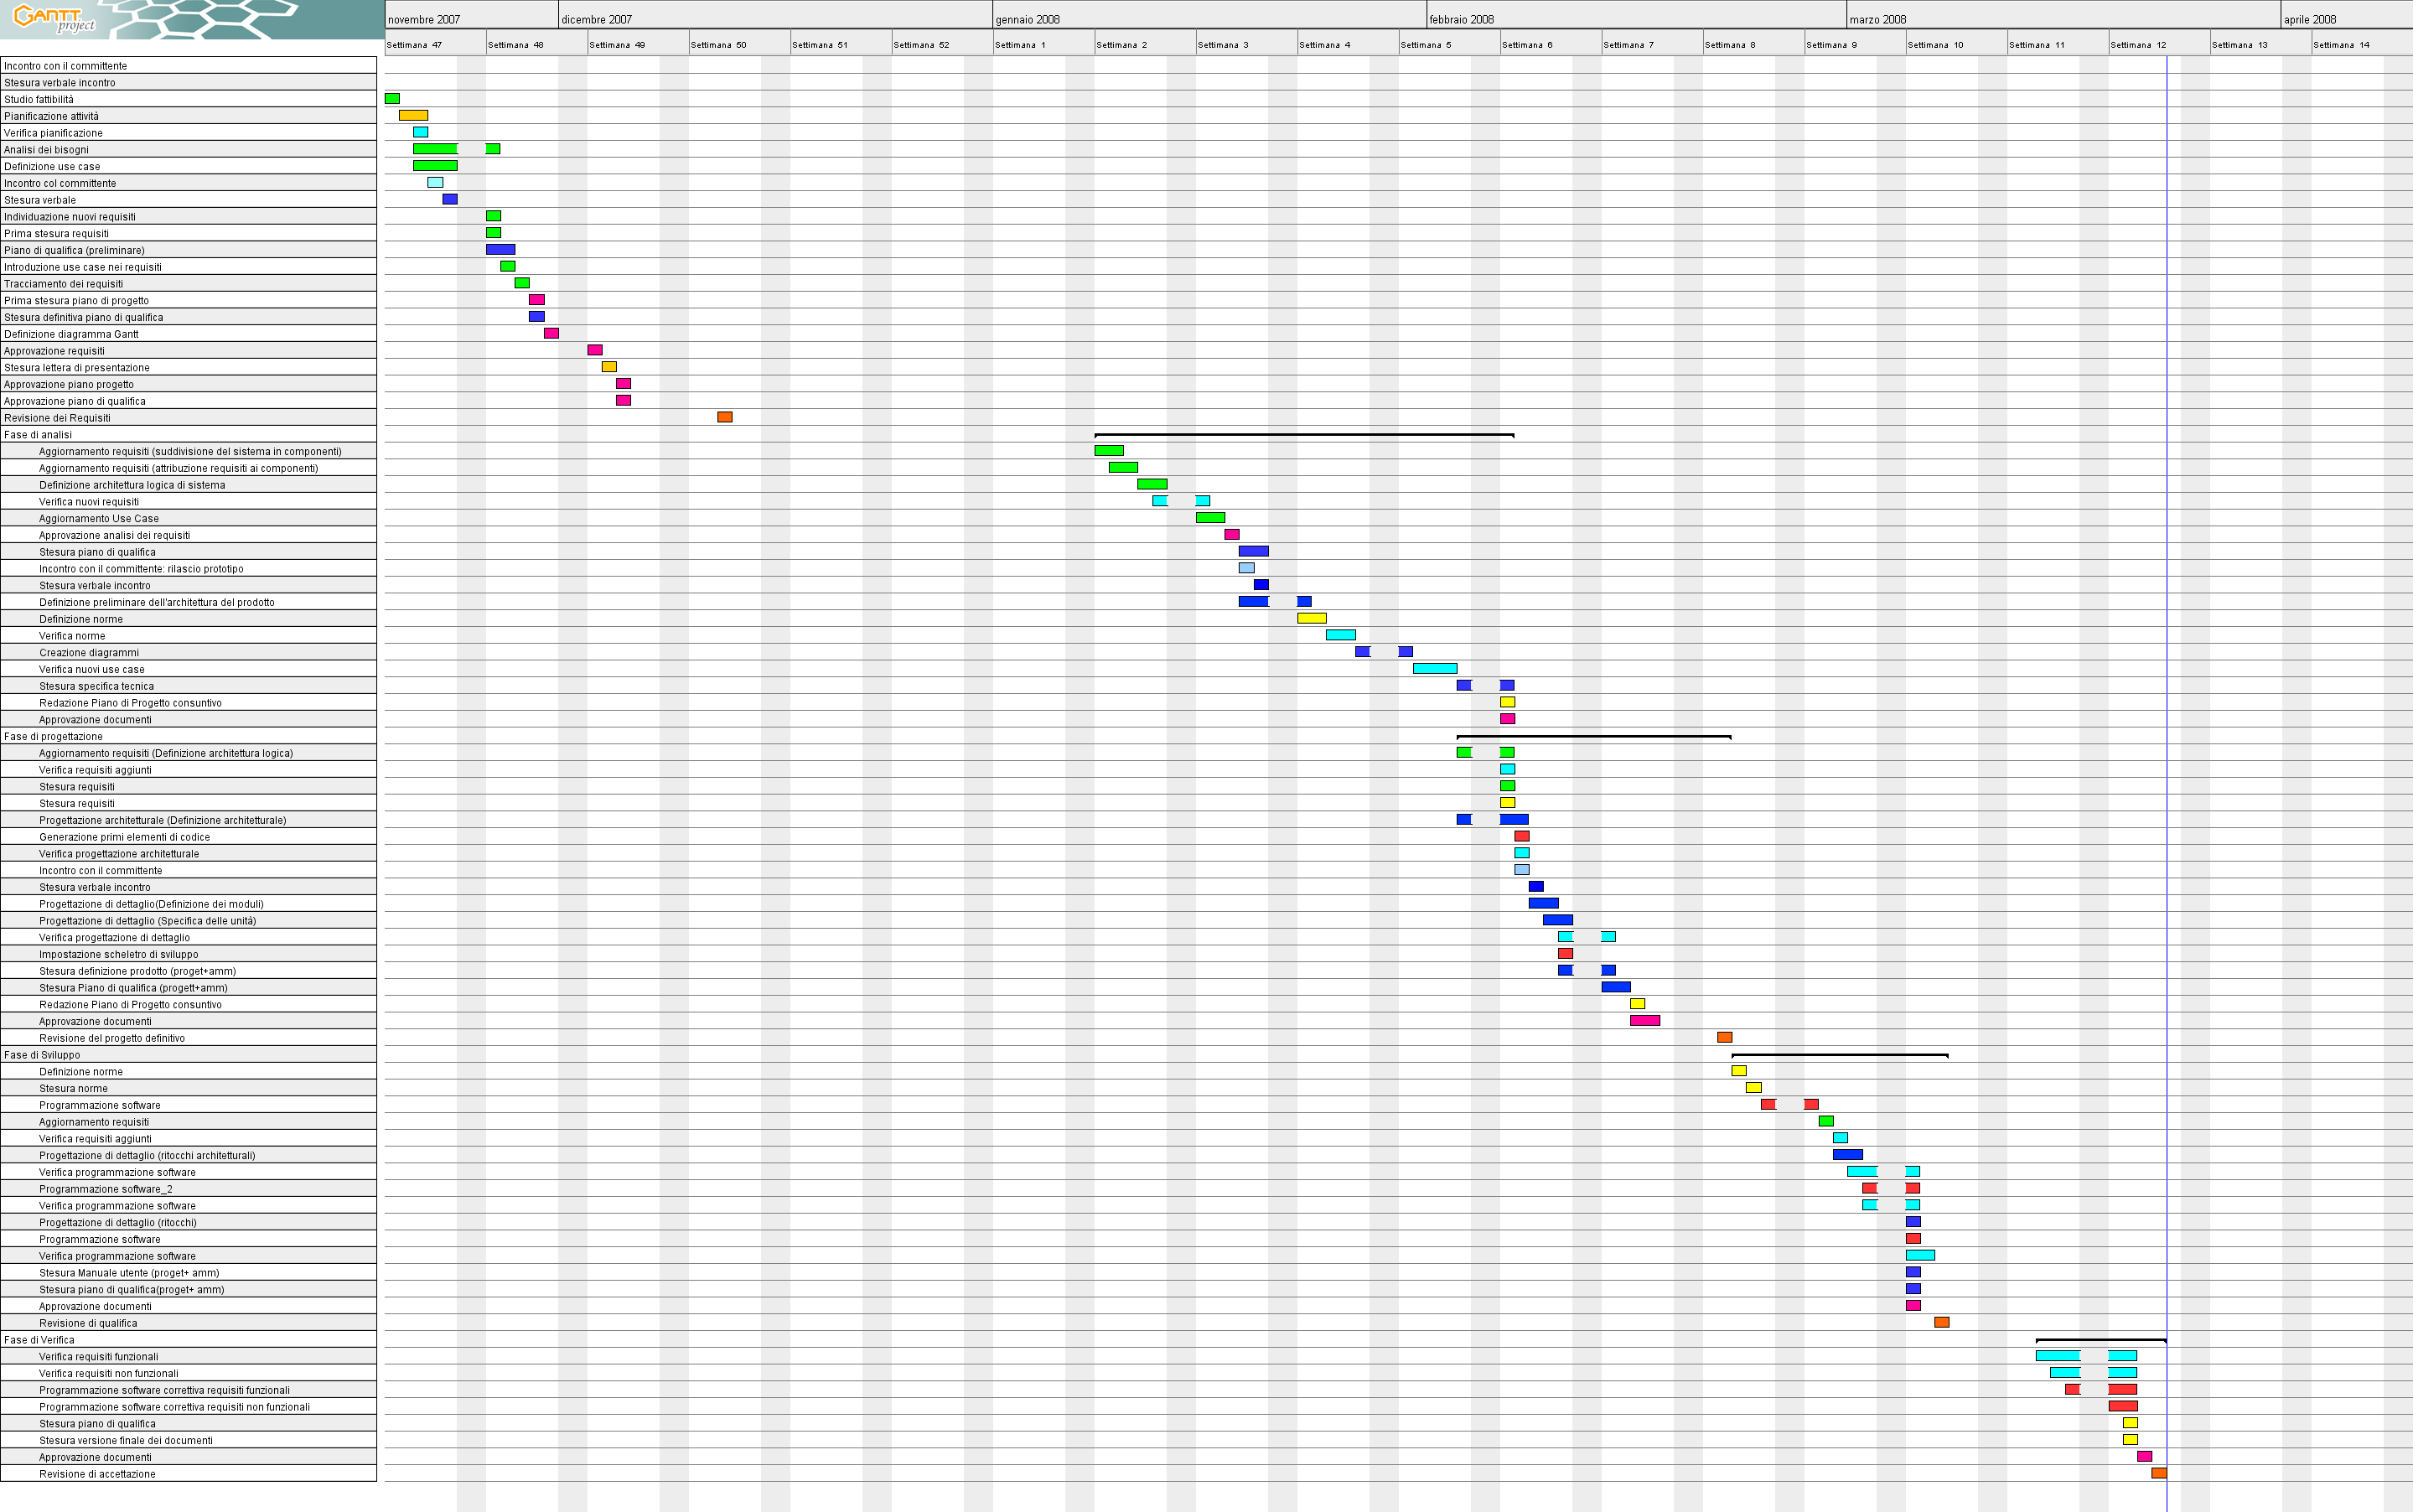 GANTT
project
novembre 2007 dicembre 2007 gennaio 2008 febbraio 2008 marzo 2008 aprile 2008
Settimana 47 Settimana 48 Settimana 49 Settimana 50 Settimana 51 Settimana 52 Settimana 1 Settimana 2 Settimana 3 Settimana 4 Settimana 5 Settimana 6 Settimana 7 Settimana 8 Settimana 9 Settimana 10 Settimana 11 Settimana 12 Settimana 13 Settimana 14
Incontro con il committente
Stesura verbale incontro
Studio fattibilità
Pianificazione attività
Verifica pianificazione
Analisi dei bisogni
Definizione use case
Incontro col committente
Stesura verbale
Individuazione nuovi requisiti
Prima stesura requisiti
Piano di qualifica (preliminare)
Introduzione use case nei requisiti
Tracciamento dei requisiti
Prima stesura piano di progetto
Stesura definitiva piano di qualifica
Definizione diagramma Gantt
Approvazione requisiti
Stesura lettera di presentazione
Approvazione piano progetto
Approvazione piano di qualifica
Revisione dei Requisiti
Fase di analisi
Aggiornamento requisiti (suddivisione del sistema in componenti)
Aggiornamento requisiti (attribuzione requisiti ai componenti)
Definizione architettura logica di sistema
Verifica nuovi requisiti
Aggiornamento Use Case
Approvazione analisi dei requisiti
Stesura piano di qualifica
Incontro con il committente: rilascio prototipo
Stesura verbale incontro
Definizione preliminare dell'architettura del prodotto
Definizione norme
Verifica norme
Creazione diagrammi
Verifica nuovi use case
Stesura specifica tecnica
Redazione Piano di Progetto consuntivo
Approvazione documenti
Fase di progettazione
Aggiornamento requisiti (Definizione architettura logica)
Verifica requisiti aggiunti
Stesura requisiti
Stesura requisiti
Progettazione architetturale (Definizione architetturale)
Generazione primi elementi di codice
Verifica progettazione architetturale
Incontro con il committente
Stesura verbale incontro
Progettazione di dettaglio(Definizione dei moduli)
Progettazione di dettaglio (Specifica delle unità)
Verifica progettazione di dettaglio
Impostazione scheletro di sviluppo
Stesura definizione prodotto (proget+amm)
Stesura Piano di qualifica (progett+amm)
Redazione Piano di Progetto consuntivo
Approvazione documenti
Revisione del progetto definitivo
Fase di Sviluppo
Definizione norme
Stesura norme
Programmazione software
Aggiornamento requisiti
Verifica requisiti aggiunti
Progettazione di dettaglio (ritocchi architetturali)
Verifica programmazione software
Programmazione software_2
Verifica programmazione software
Progettazione di dettaglio (ritocchi)
Programmazione software
Verifica programmazione software
Stesura Manuale utente (proget+ amm)
Stesura piano di qualifica(proget+ amm)
Approvazione documenti
Revisione di qualifica
Fase di Verifica
Verifica requisiti funzionali
Verifica requisiti non funzionali
Programmazione software correttiva requisiti funzionali
Programmazione software correttiva requisiti non funzionali
Stesura piano di qualifica
Stesura versione finale dei documenti
Approvazione documenti
Revisione di accettazione